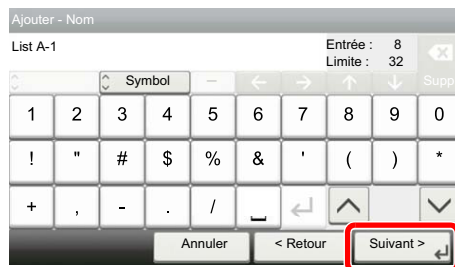 Ajouter - Nom
List A-1 Entrée : 8
Limite : 32
Symbol - ← → ↑ ↓ Supp
1 2 3 4 5 6 7 8 9 0
! " # $ % & ' ( ) *
+ , - . / _
Annuler < Retour Suivant >